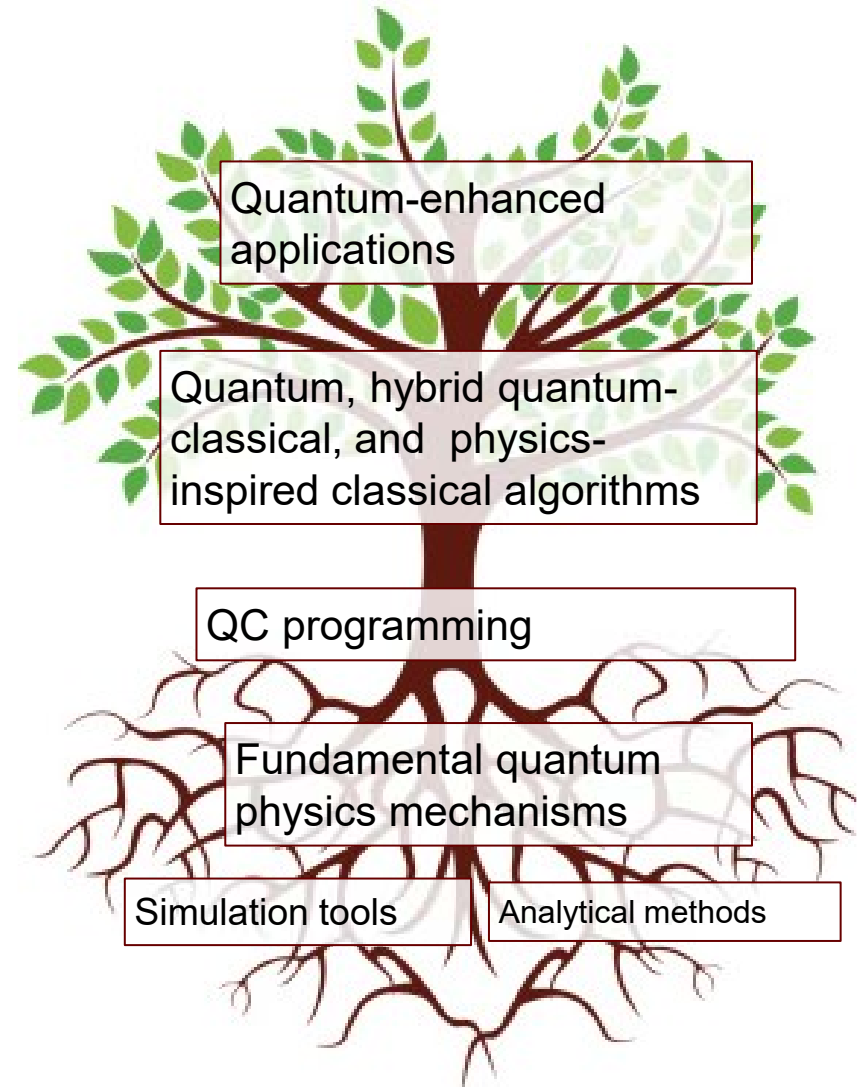 Quantum-enhanced
applications
Quantum, hybrid quantum-
classical, and physics-
inspired classical algorithms
QC programming
Fundamental quantum
physics mechanisms
Simulation tools
Analytical methods